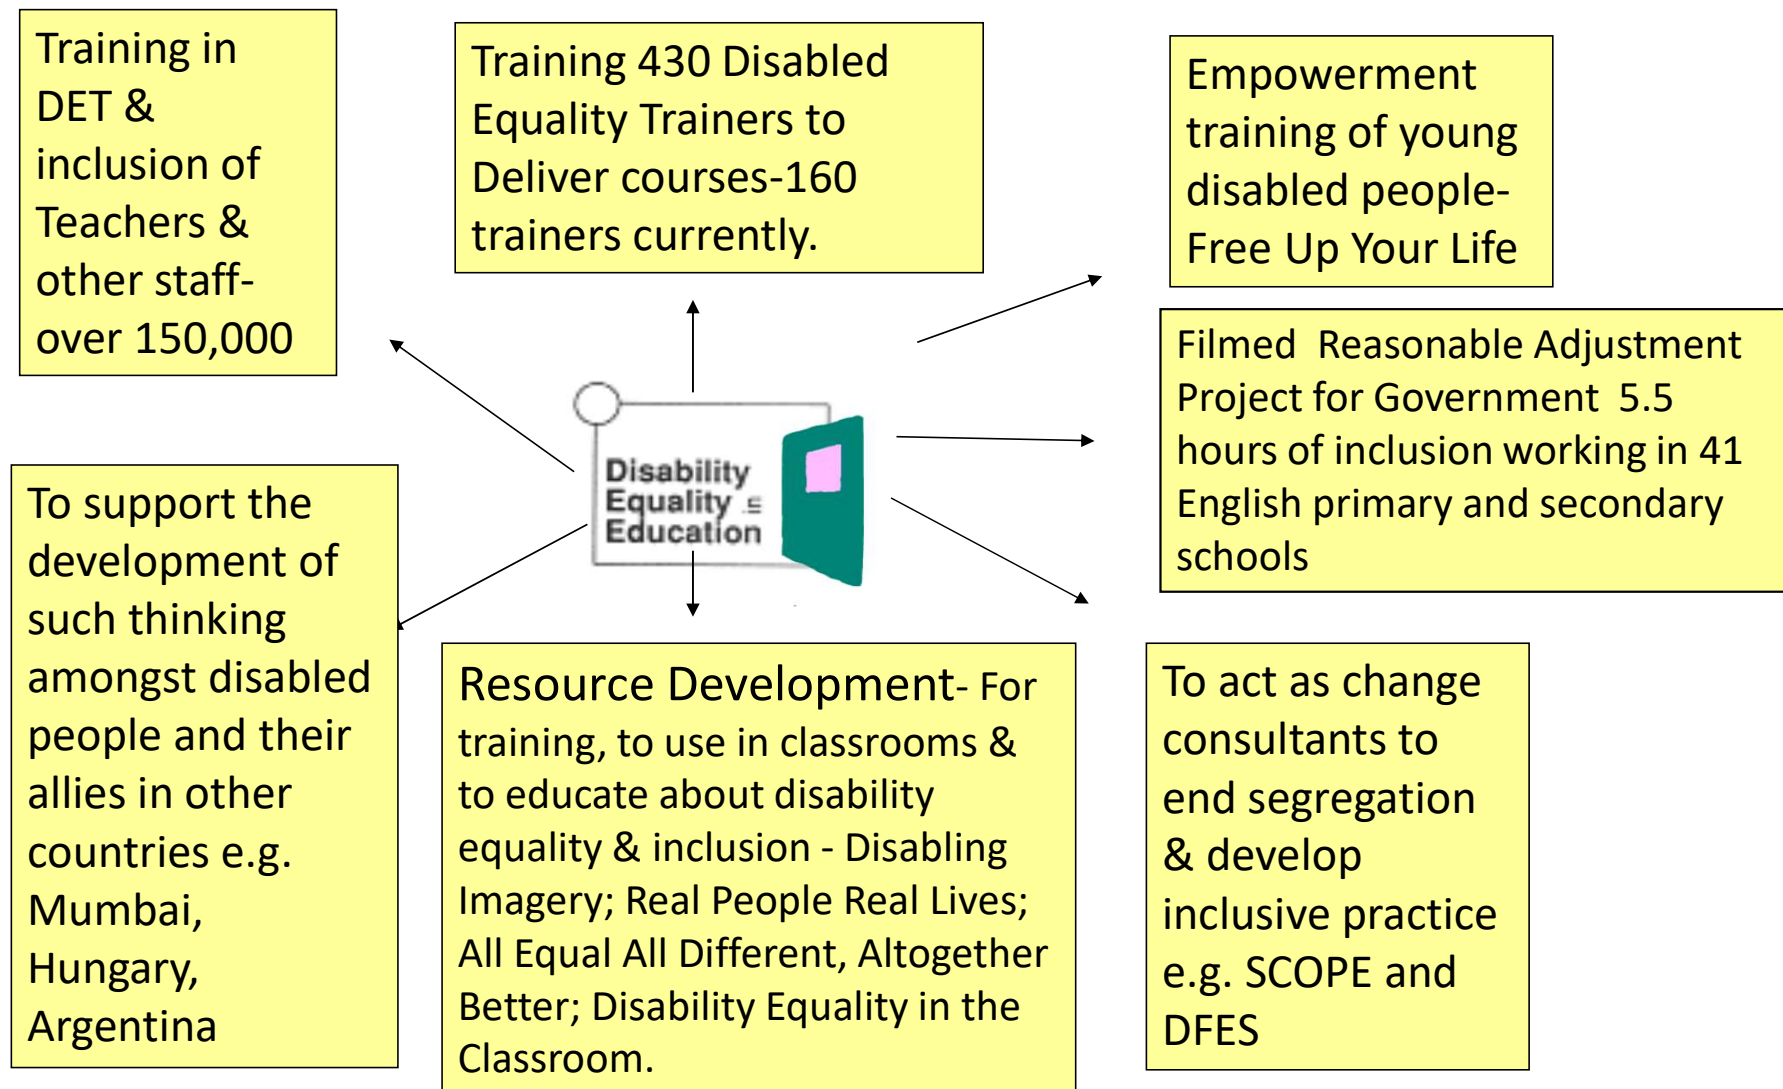 Training in
DET &
inclusion of
Teachers &
other staff-
over 150,000
Training 430 Disabled
Equality Trainers to
Deliver courses-160
trainers currently.
Empowerment
training of young
disabled people-
Free Up Your Life
Filmed  Reasonable Adjustment
Project for Government  5.5
hours of inclusion working in 41
English primary and secondary
schools
Disability
Equality in
Education
To support the
development of
such thinking
amongst disabled
people and their
allies in other
countries e.g.
Mumbai,
Hungary,
Argentina
Resource Development- For
training, to use in classrooms &
to educate about disability
equality & inclusion - Disabling
Imagery; Real People Real Lives;
All Equal All Different, Altogether
Better; Disability Equality in the
Classroom.
To act as change
consultants to
end segregation
& develop
inclusive practice
e.g. SCOPE and
DFES